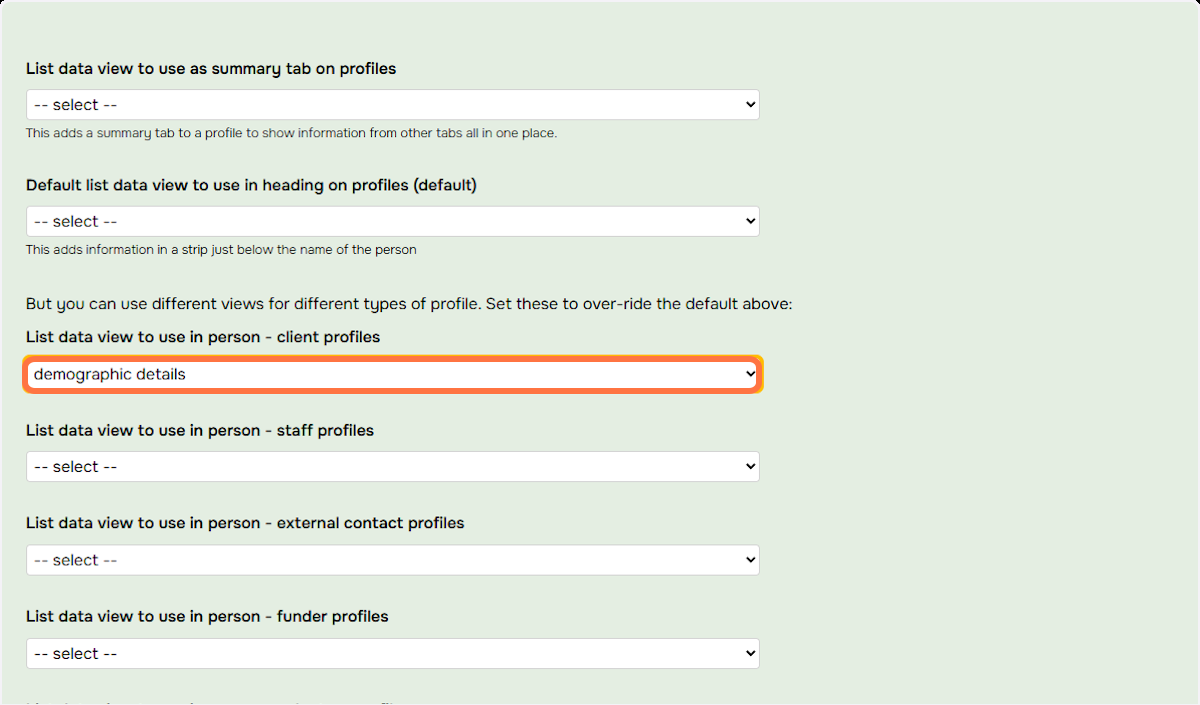 List data view to use as summary tab on profiles
-- select --
This adds a summary tab to a profile to show information from other tabs all in one place.
Default list data view to use in heading on profiles (default)
-- select --
This adds information in a strip just below the name of the person
But you can use different views for different types of profile. Set these to over-ride the default above:
List data view to use in person - client profiles
demographic details
List data view to use in person - staff profiles
-- select --
List data view to use in person - external contact profiles
-- select --
List data view to use in person - funder profiles
-- select --